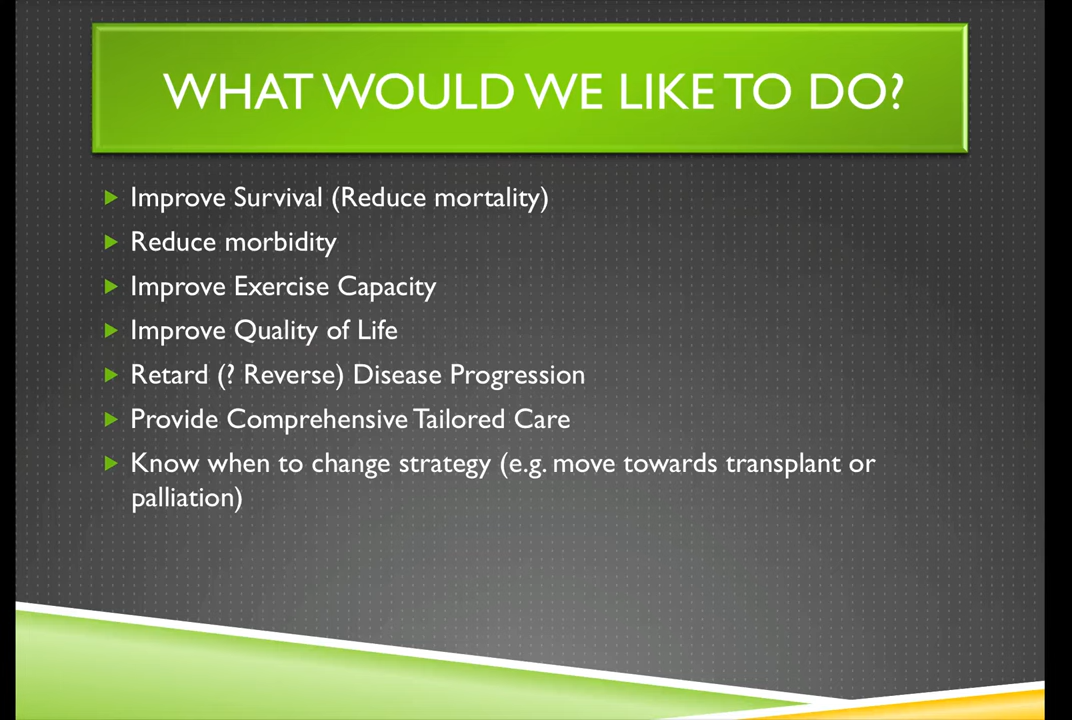 WHAT WOULD WE LIKE TO DO?
Improve Survival (Reduce mortality)
Reduce morbidity
Improve Exercise Capacity
Improve Quality of Life
Retard (? Reverse) Disease Progression
Provide Comprehensive Tailored Care
Know when to change strategy (e.g. move towards transplant or
palliation)